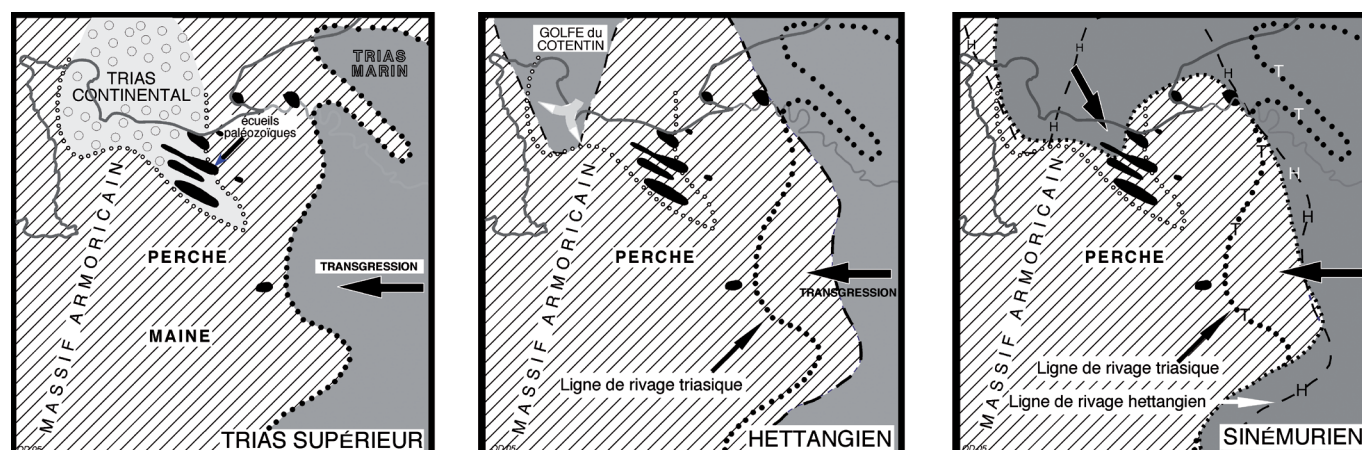 TRIAS
CONTINENTAL
TRIAS
MARIN
écueils
paléozoïques
MASSIF ARMORICAIN
PERCHE
TRANSGRESSION
MAINE
TRIAS SUPÉRIEUR
GOLFE du
COTENTIN
MASSIF ARMORICAIN
PERCHE
TRANSGRESSION
Ligne de rivage triasique
HETTANGIEN
H
H
H
T
T
T
H
H
T
MASSIF ARMORICAIN
PERCHE
T
Ligne de rivage triasique
Ligne de rivage hettangien
H
H
SINÉMURIEN